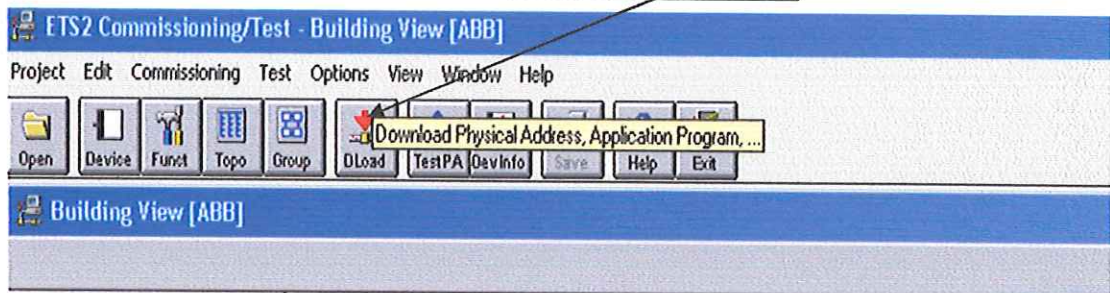 ETS2 Commissioning/Test - Building View [ABB]
Project Edit Commissioning Test Options View Window Help
Download Physical Address, Application Program, ...
Open Device Funct Topo Group DLoad TestPA DevInfo Save Help Exit
Building View [ABB]